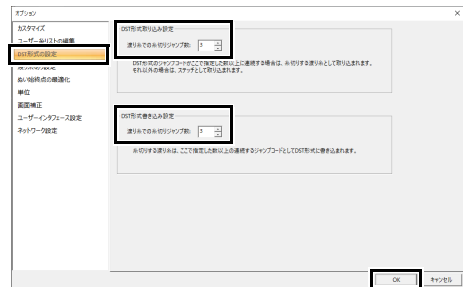 オプション
カスタマイズ
ユーザー糸リストの編集
DST形式の設定
ぬい始終点の最適化
単位
画面補正
ユーザーインタフェース設定
ネットワーク設定
DST形式取り込み設定
渡り糸での糸切りジャンプ数: 3
DST形式のジャンプコードがここで指定した数以上に連続する場合は、糸切りする渡り糸として取り込まれます。
それ以外の場合は、ステッチとして取り込まれます。
DST形式書き込み設定
渡り糸での糸切りジャンプ数: 3
糸切りする渡り糸は、ここで指定した数以上の連続するジャンプコードとしてDST形式に書き込まれます。
OK
キャンセル